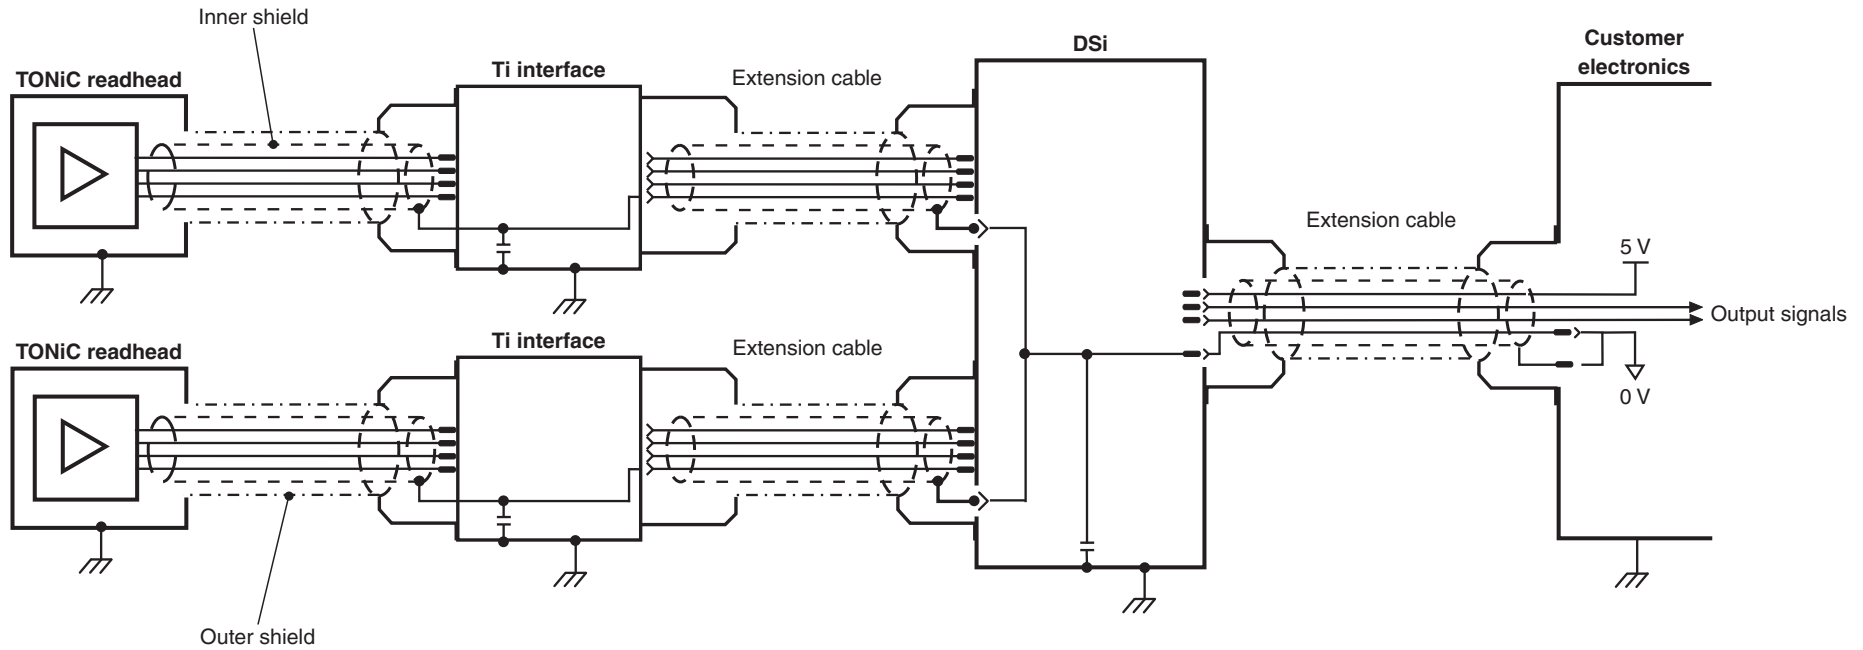 Inner shield
TONiC readhead
Ti interface
Extension cable
DSi
Customer
electronics
Extension cable
5 V
Output signals
0 V
TONiC readhead
Ti interface
Extension cable
Outer shield